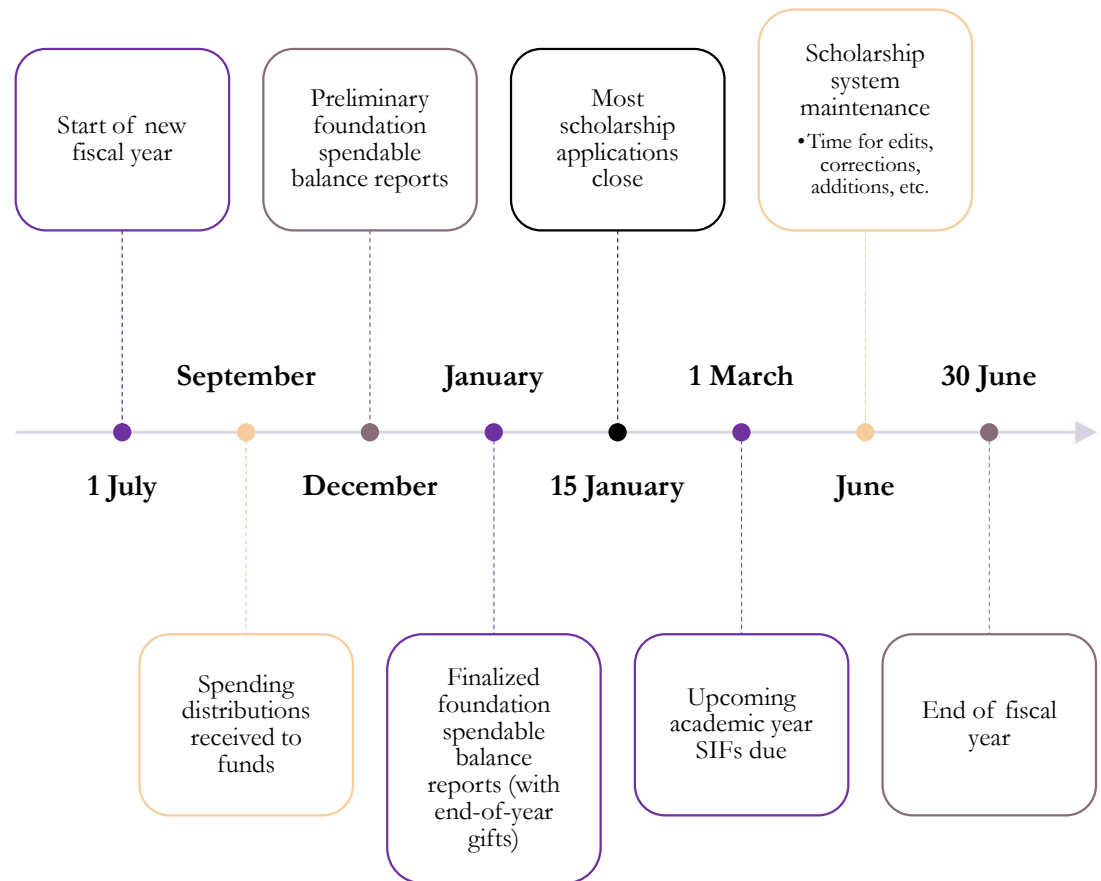 Start of new
fiscal year
Preliminary
foundation
spendable
balance reports
Most
scholarship
applications
close
Scholarship
system
maintenance
•Time for edits,
corrections,
additions, etc.
September
January
1 March
30 June
1 July
December
15 January
June
Spending
distributions
received to
funds
Finalized
foundation
spendable
balance
reports (with
end-of-year
gifts)
Upcoming
academic year
SIFs due
End of fiscal
year